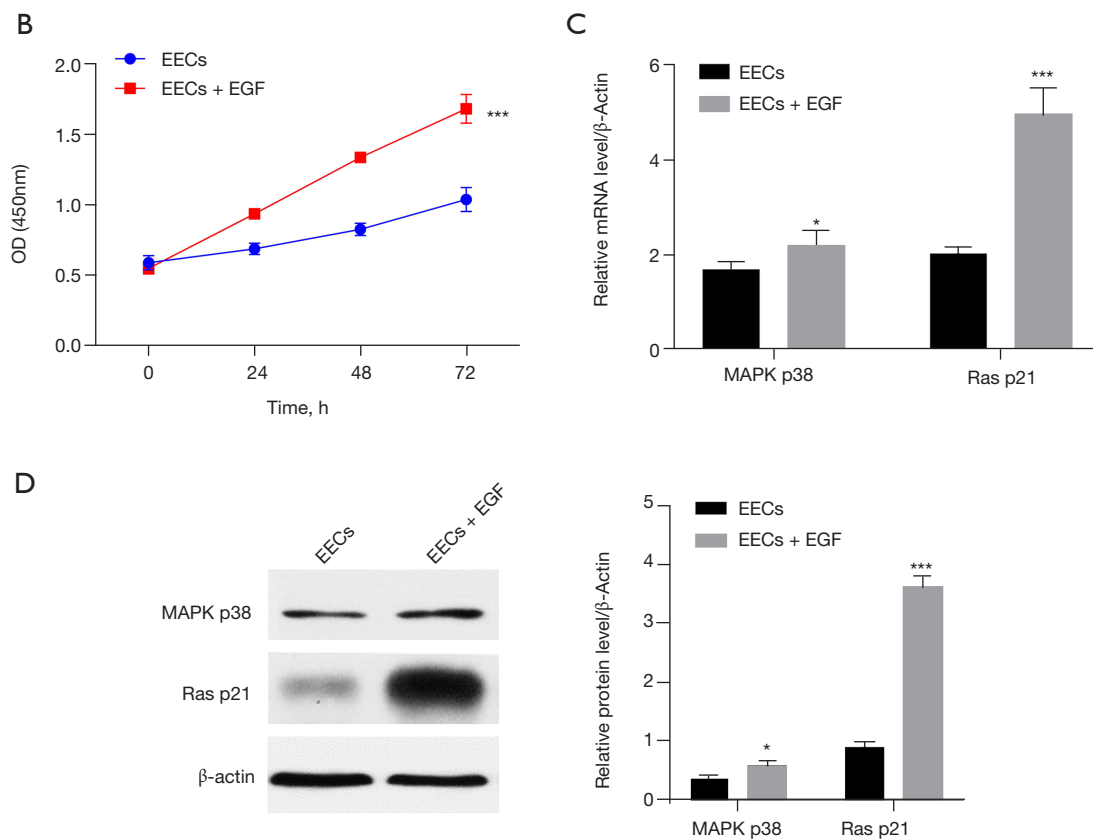 B
EECs
EECs + EGF
2.0
1.5
1.0
0.5
0.0
OD (450nm)
***
0 24 48 72
Time, h
C
EECs
EECs + EGF
6
4
2
0
Relative mRNA level/β-Actin
*
***
MAPK p38 Ras p21
D
EECs
EECs + EGF
MAPK p38
Ras p21
β-actin
EECs
EECs + EGF
5
4
3
2
1
0
Relative protein level/β-Actin
*
***
MAPK p38 Ras p21